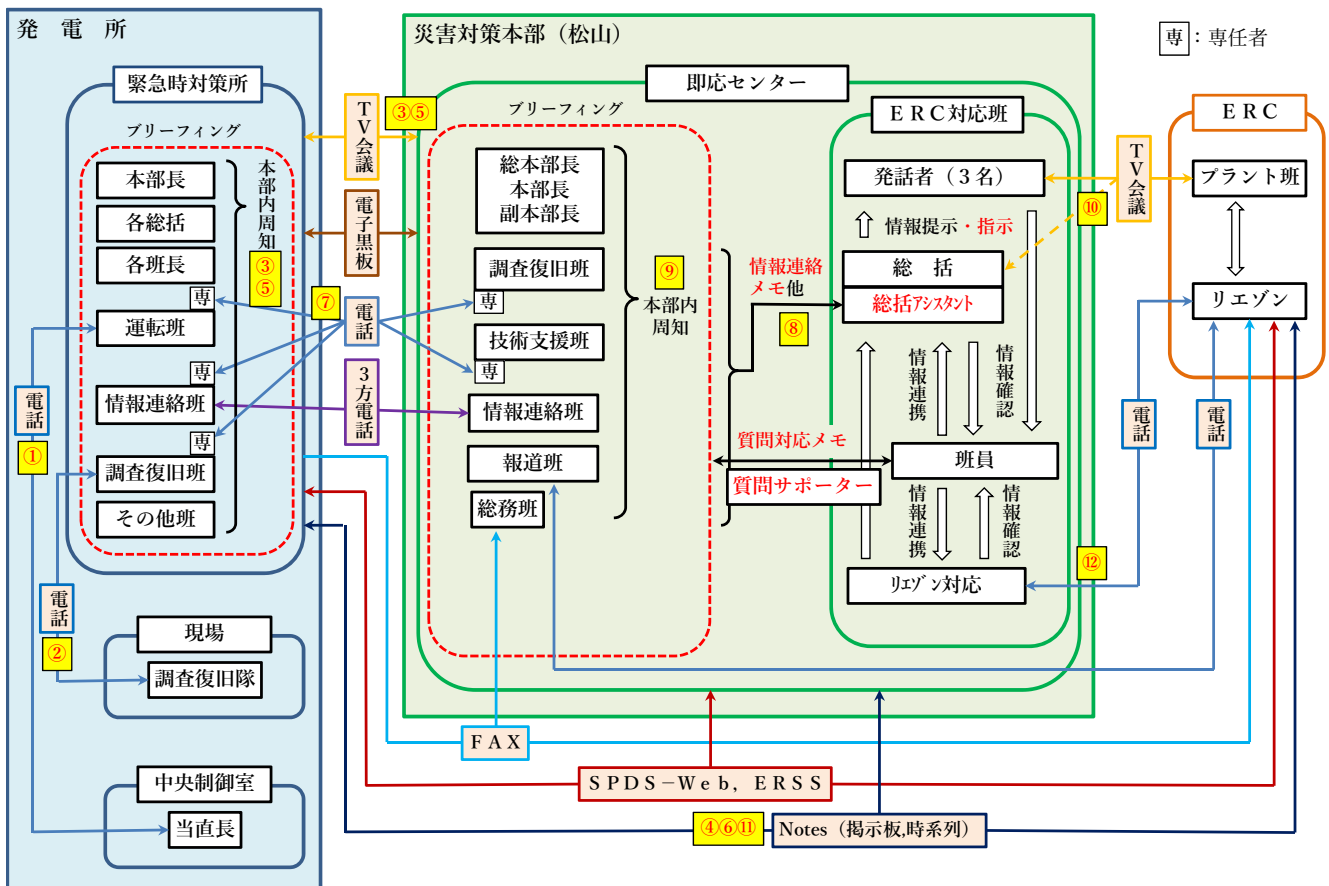 発 電 所
緊急時対策所
ブリーフィング
本部長
各総括
各班長
専
運転班
専
情報連絡班
専
調査復旧班
その他班
本部内周知
③
⑤
電話
①
電話
②
現場
調査復旧隊
中央制御室
当直長
TV会議
③⑤
電子黒板
⑦
電話
3方電話
災害対策本部（松山）
即応センター
ブリーフィング
総本部長
本部長
副本部長
調査復旧班
専
技術支援班
専
情報連絡班
報道班
総務班
⑨
本部内
周知
情報連絡
メモ他
⑧
質問対応メモ
質問サポーター
ＥＲＣ対応班
発話者（３名）
情報提示・指示
総 括
総括アシスタント
情報連携
情報確認
班員
情報連携
情報確認
リエゾン対応
専：専任者
TV会議
⑩
ＥＲＣ
プラント班
リエゾン
電話
電話
⑫
ＦＡＸ
ＳＰＤＳ－Ｗｅｂ，ＥＲＳＳ
④⑥⑪
Notes（掲示板,時系列）